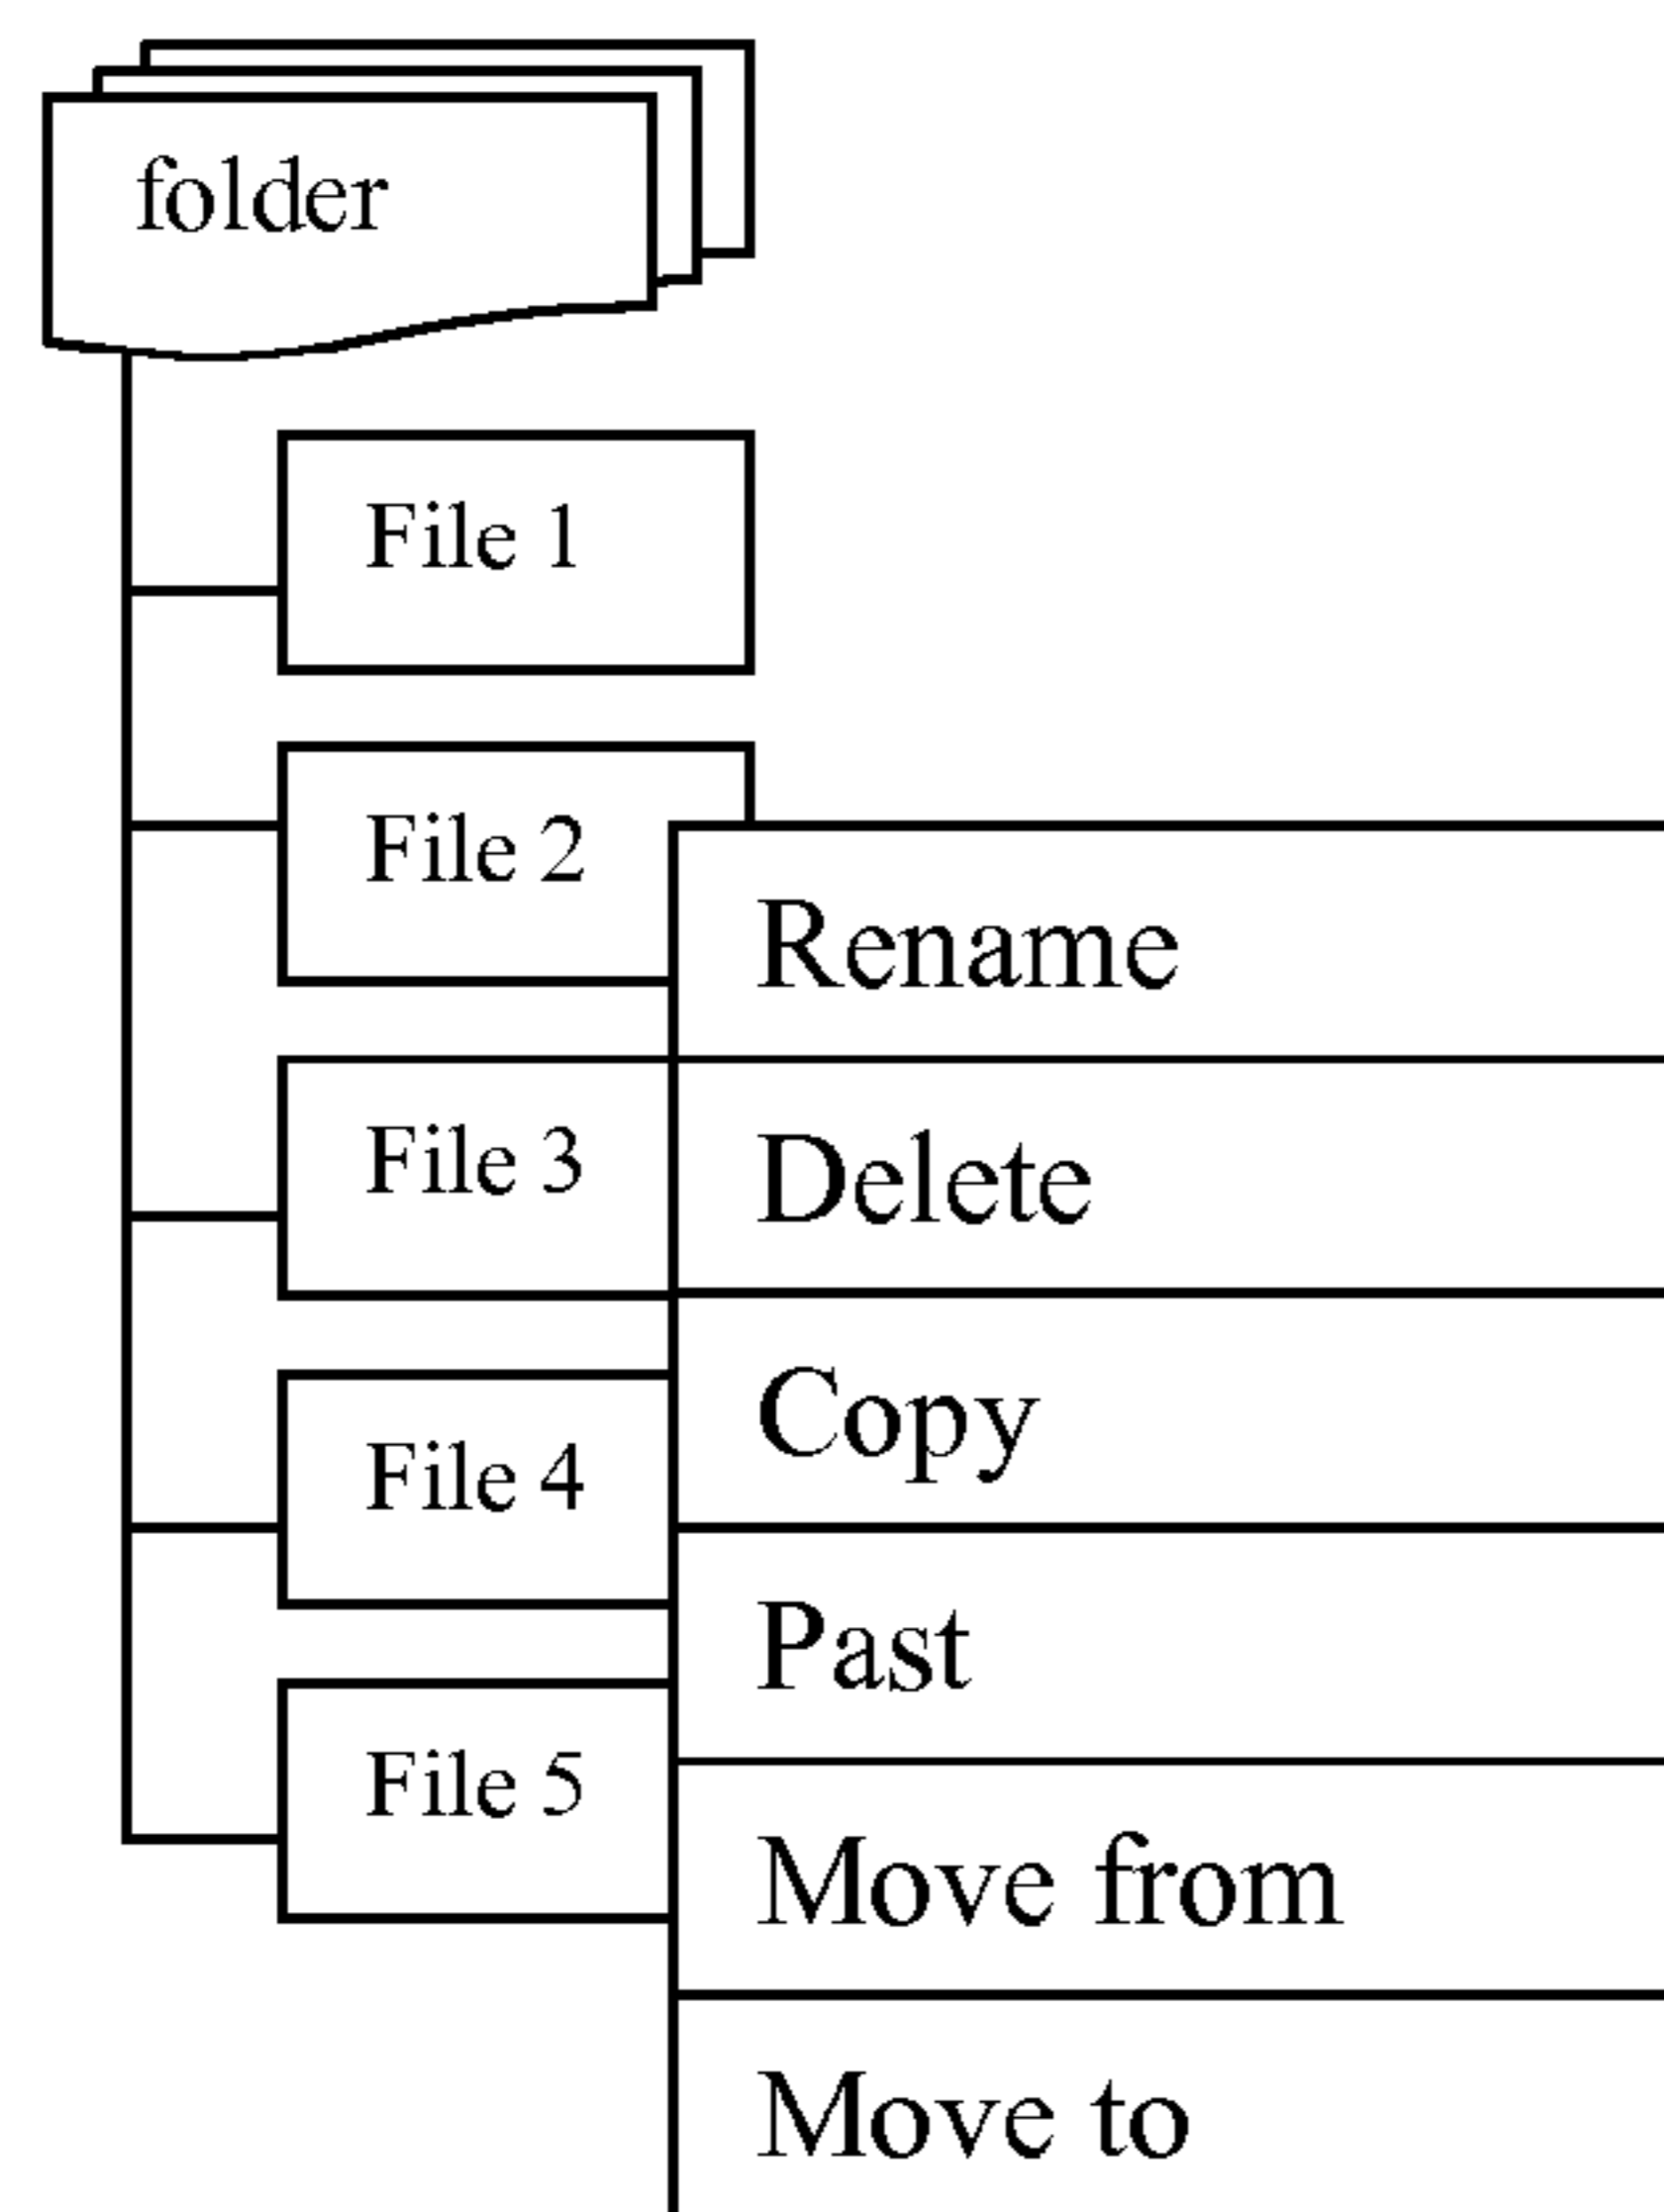 folder
File 1
File 2
Rename
File 3
Delete
Copy
File 4
Past
File 5
Move from
Move to